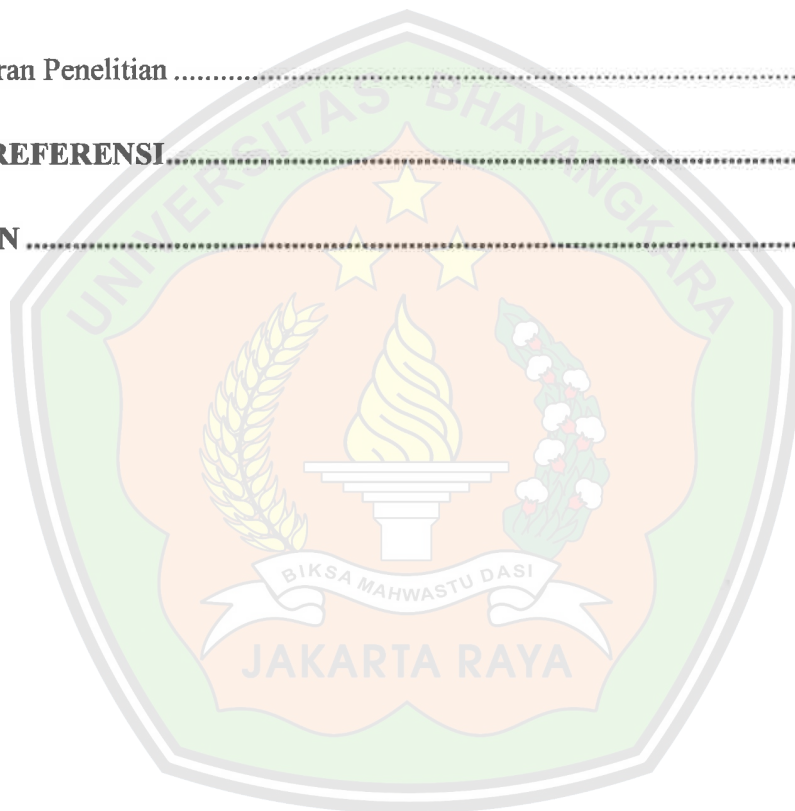 ran Penelitian ............................................................
REFERENSI............................................................
N ............................................................
UNIVERSITAS BHAYANGKARA
BIKSA MAHWASTU DASI
JAKARTA RAYA